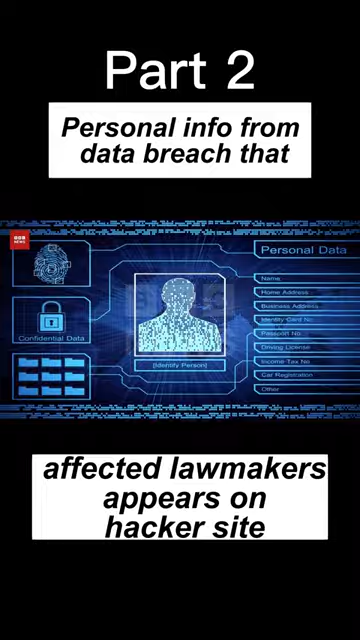 Part 2
Personal info from
data breach that
BBC
NEWS
Personal Data
Name
Home Address
Business Address
Identity Card No
Passport No
Driving License
Income Tax No
Car Registration
Other
Confidential Data
[Identify Person]
affected lawmakers
appears on
hacker site